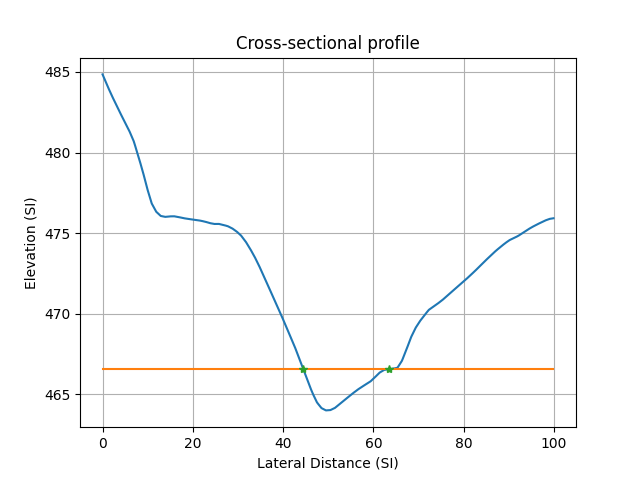 Cross-sectional profile
485
480
475
470
465
Elevation (SI)
0 20 40 60 80 100
Lateral Distance (SI)